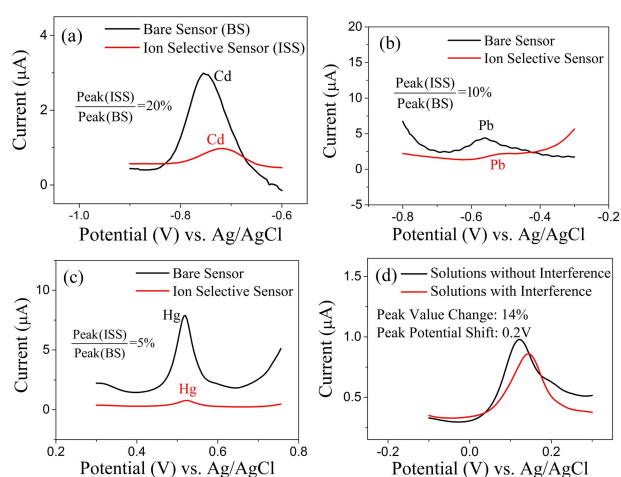 (a)
Bare Sensor (BS)
Ion Selective Sensor (ISS)
Cd
Peak(ISS)
Peak(BS)
=20%
Cd
4
2
0
Current (μA)
-1.0
-0.8
-0.6
Potential (V) vs. Ag/AgCl
(b)
Bare Sensor
Ion Selective Sensor
Peak(ISS)
Peak(BS)
=10%
Pb
Pb
20
15
10
5
0
Current (μA)
-0.8
-0.6
-0.4
-0.2
Potential (V) vs. Ag/AgCl
(c)
Bare Sensor
Ion Selective Sensor
Hg
Peak(ISS)
Peak(BS)
=5%
Hg
10
5
0
Current (μA)
0.2
0.4
0.6
0.8
Potential (V) vs. Ag/AgCl
(d)
Solutions without Interference
Solutions with Interference
Peak Value Change: 14%
Peak Potential Shift: 0.2V
1.5
1.0
0.5
Current (μA)
0.0
0.2
0.4
Potential (V) vs. Ag/AgCl